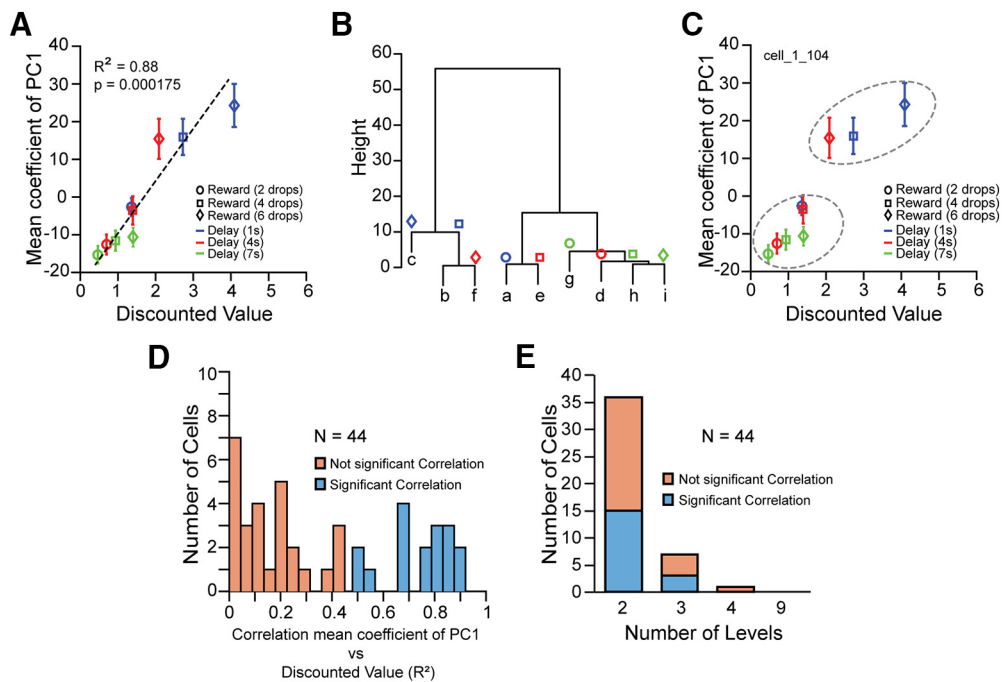 A
Mean coefficient of PC1
40
30
20
10
0
-10
-20
R² = 0.88
p = 0.000175
Reward (2 drops)
Reward (4 drops)
Reward (6 drops)
Delay (1s)
Delay (4s)
Delay (7s)
0 1 2 3 4 5 6
Discounted Value
B
Height
60
50
40
30
20
10
0
c
b f a e g d h i
C
Mean coefficient of PC1
40
30
20
10
0
-10
-20
cell_1_104
Reward (2 drops)
Reward (4 drops)
Reward (6 drops)
Delay (1s)
Delay (4s)
Delay (7s)
0 1 2 3 4 5 6
Discounted Value
D
Number of Cells
10
8
6
4
2
0
N = 44
Not significant Correlation
Significant Correlation
0 0.2 0.4 0.6 0.8 1
Correlation mean coefficient of PC1
vs
Discounted Value (R²)
E
Number of Cells
40
35
30
25
20
15
10
5
0
N = 44
Not significant Correlation
Significant Correlation
2 3 4 9
Number of Levels